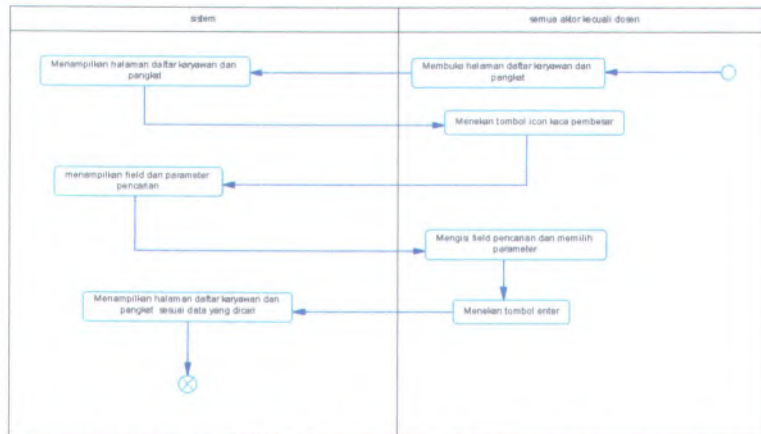 sistem
semua aktor kecuali dosen
Menampilkan halaman daftar karyawan dan
pangkat
Membuka halaman daftar karyawan dan
pangkat
Menekan tombol icon kaca pembesar
menampilkan field dan parameter
pencarian
Mengisi field pencarian dan memilih
parameter
Menampilkan halaman daftar karyawan dan
pangkat sesuai data yang dicari
Menekan tombol enter